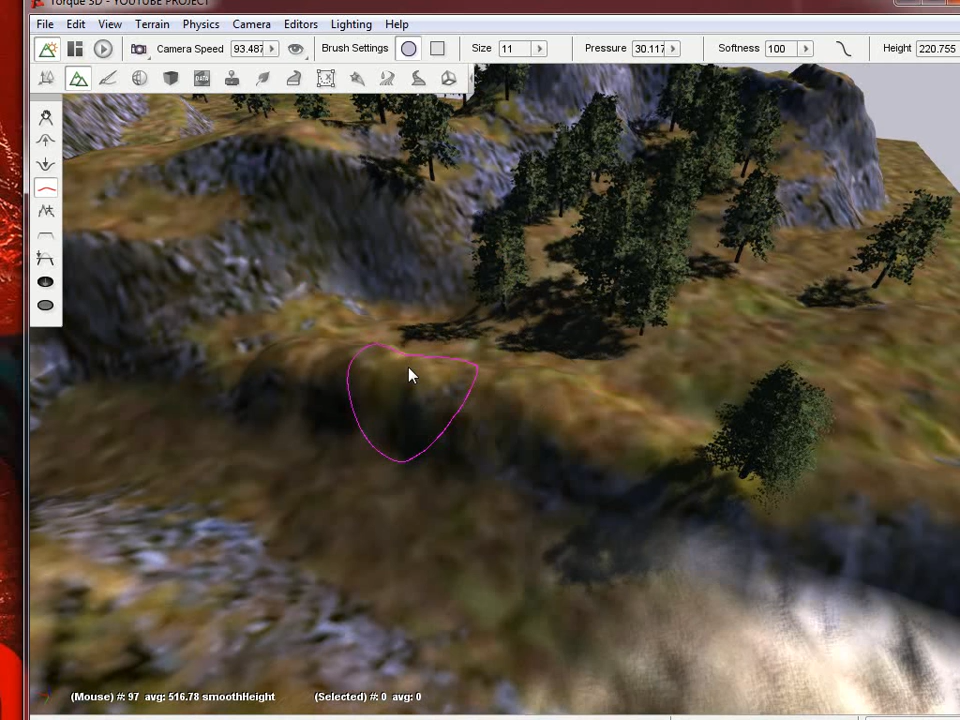 Torque 3D - YOUTUBE PROJECT
File Edit View Terrain Physics Camera Editors Lighting Help
Camera Speed 93.487 Brush Settings Size 11 Pressure 30.117 Softness 100 Height 220.755
DATA
(Mouse) #: 97 avg: 516.78 smoothHeight (Selected) #: 0 avg: 0